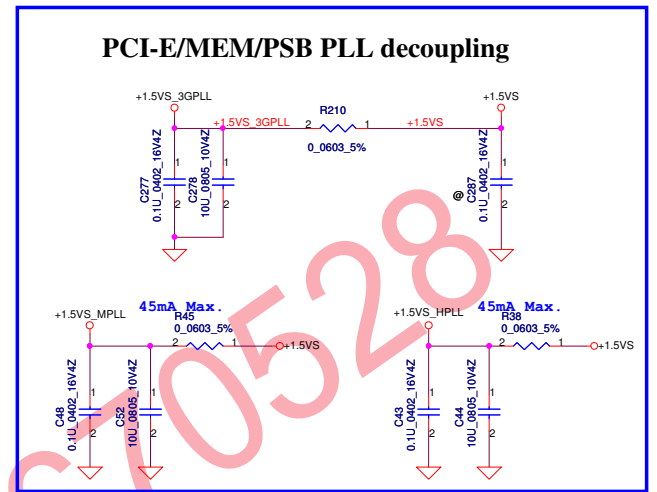 PCI-E/MEM/PSB PLL decoupling
+1.5VS_3GPLL
R210
+1.5VS
+1.5VS_3GPLL
2
1
+1.5VS
0_0603_5%
C277
0.1U_0402_16V4Z
1
2
C278
10U_0805_10V4Z
1
2
@
C287
0.1U_0402_16V4Z
1
2
45mA Max.
45mA Max.
+1.5VS_MPLL
R45
0_0603_5%
2
1
+1.5VS
+1.5VS_HPLL
R38
0_0603_5%
2
1
+1.5VS
C48
0.1U_0402_16V4Z
1
2
C52
10U_0805_10V4Z
1
2
C43
0.1U_0402_16V4Z
1
2
C44
10U_0805_10V4Z
1
2
670528